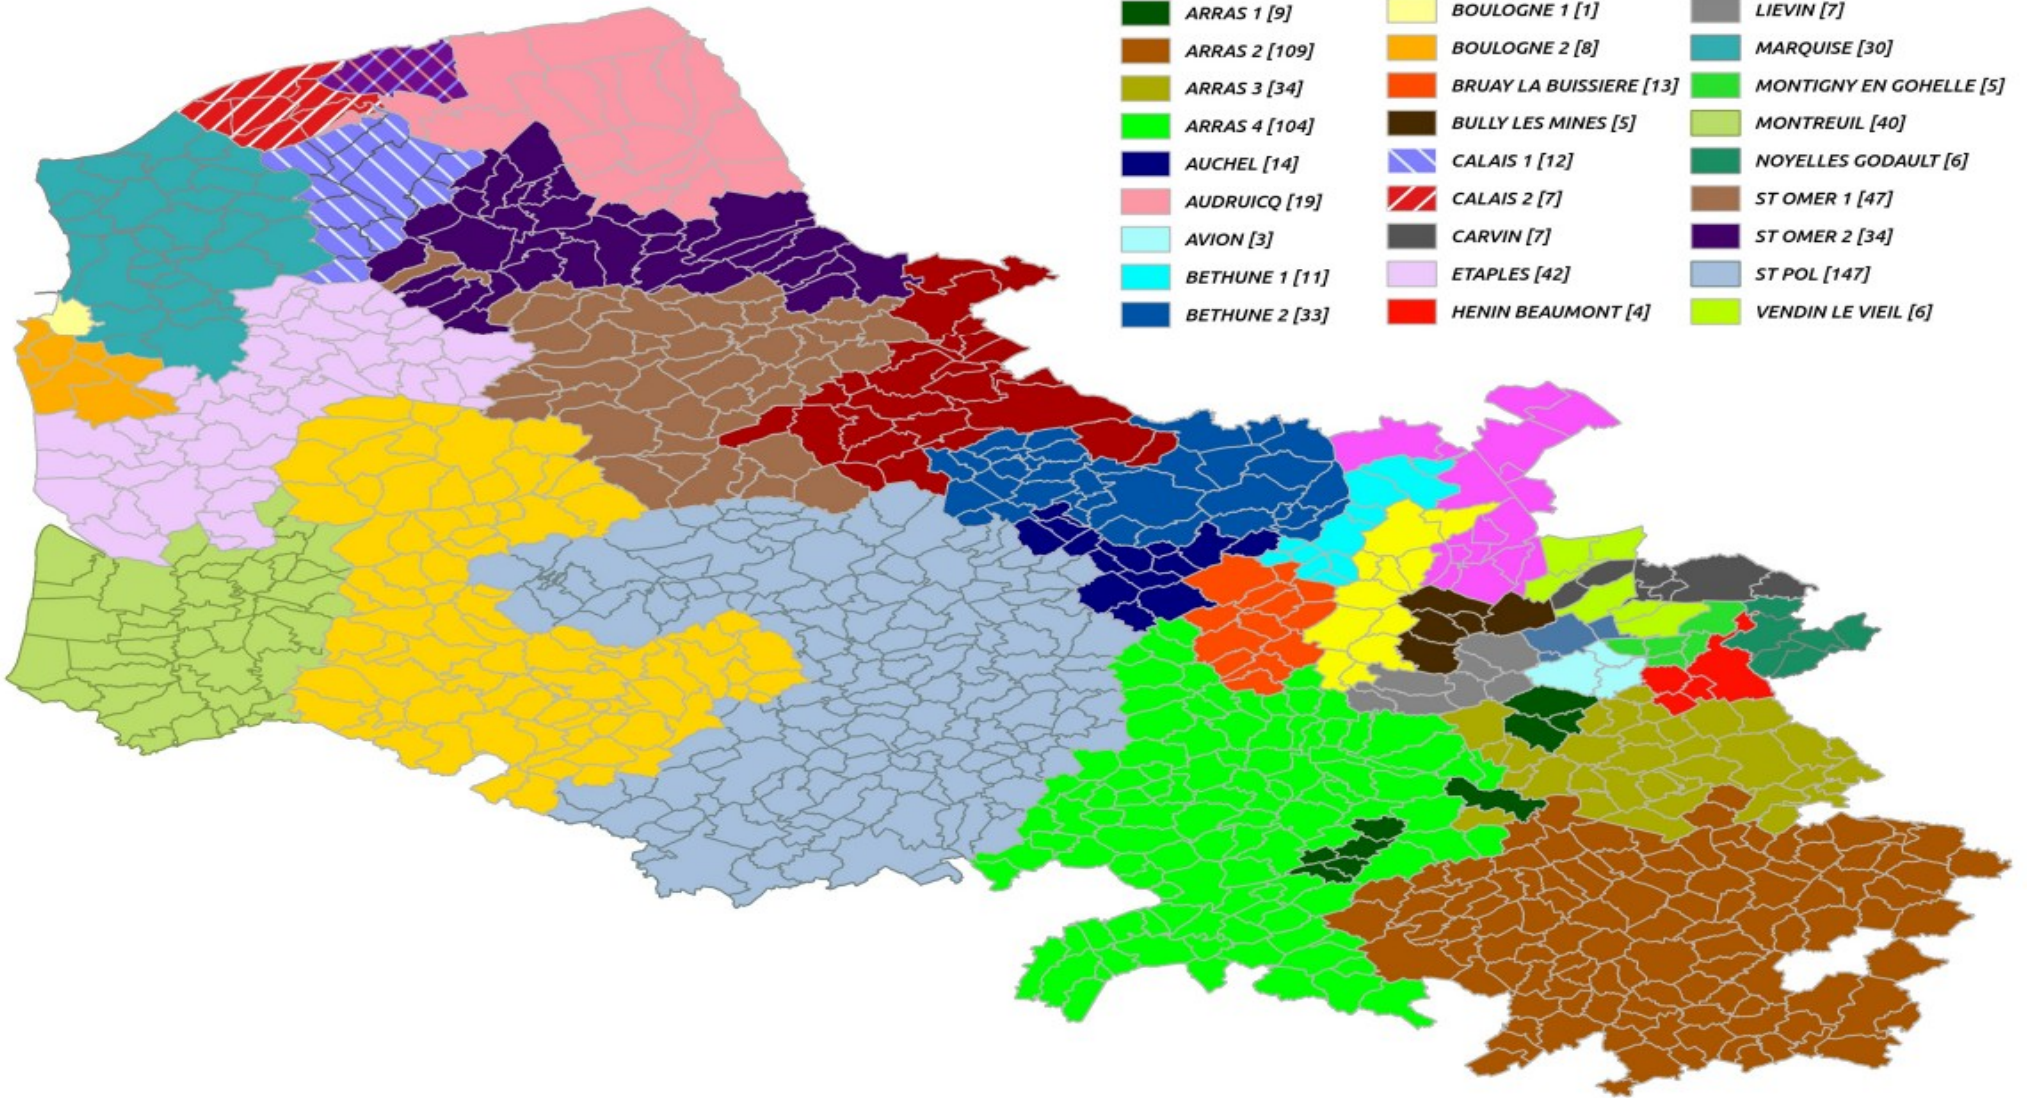 ARRAS 1 [9]
ARRAS 2 [109]
ARRAS 3 [34]
ARRAS 4 [104]
AUCHEL [14]
AUDRUICQ [19]
AVION [3]
BETHUNE 1 [11]
BETHUNE 2 [33]
BOULOGNE 1 [1]
BOULOGNE 2 [8]
BRUAY LA BUISSIERE [13]
BULLY LES MINES [5]
CALAIS 1 [12]
CALAIS 2 [7]
CARVIN [7]
ETAPLES [42]
HENIN BEAUMONT [4]
LIEVIN [7]
MARQUISE [30]
MONTIGNY EN GOHELLE [5]
MONTREUIL [40]
NOYELLES GODAULT [6]
ST OMER 1 [47]
ST OMER 2 [34]
ST POL [147]
VENDIN LE VIEIL [6]